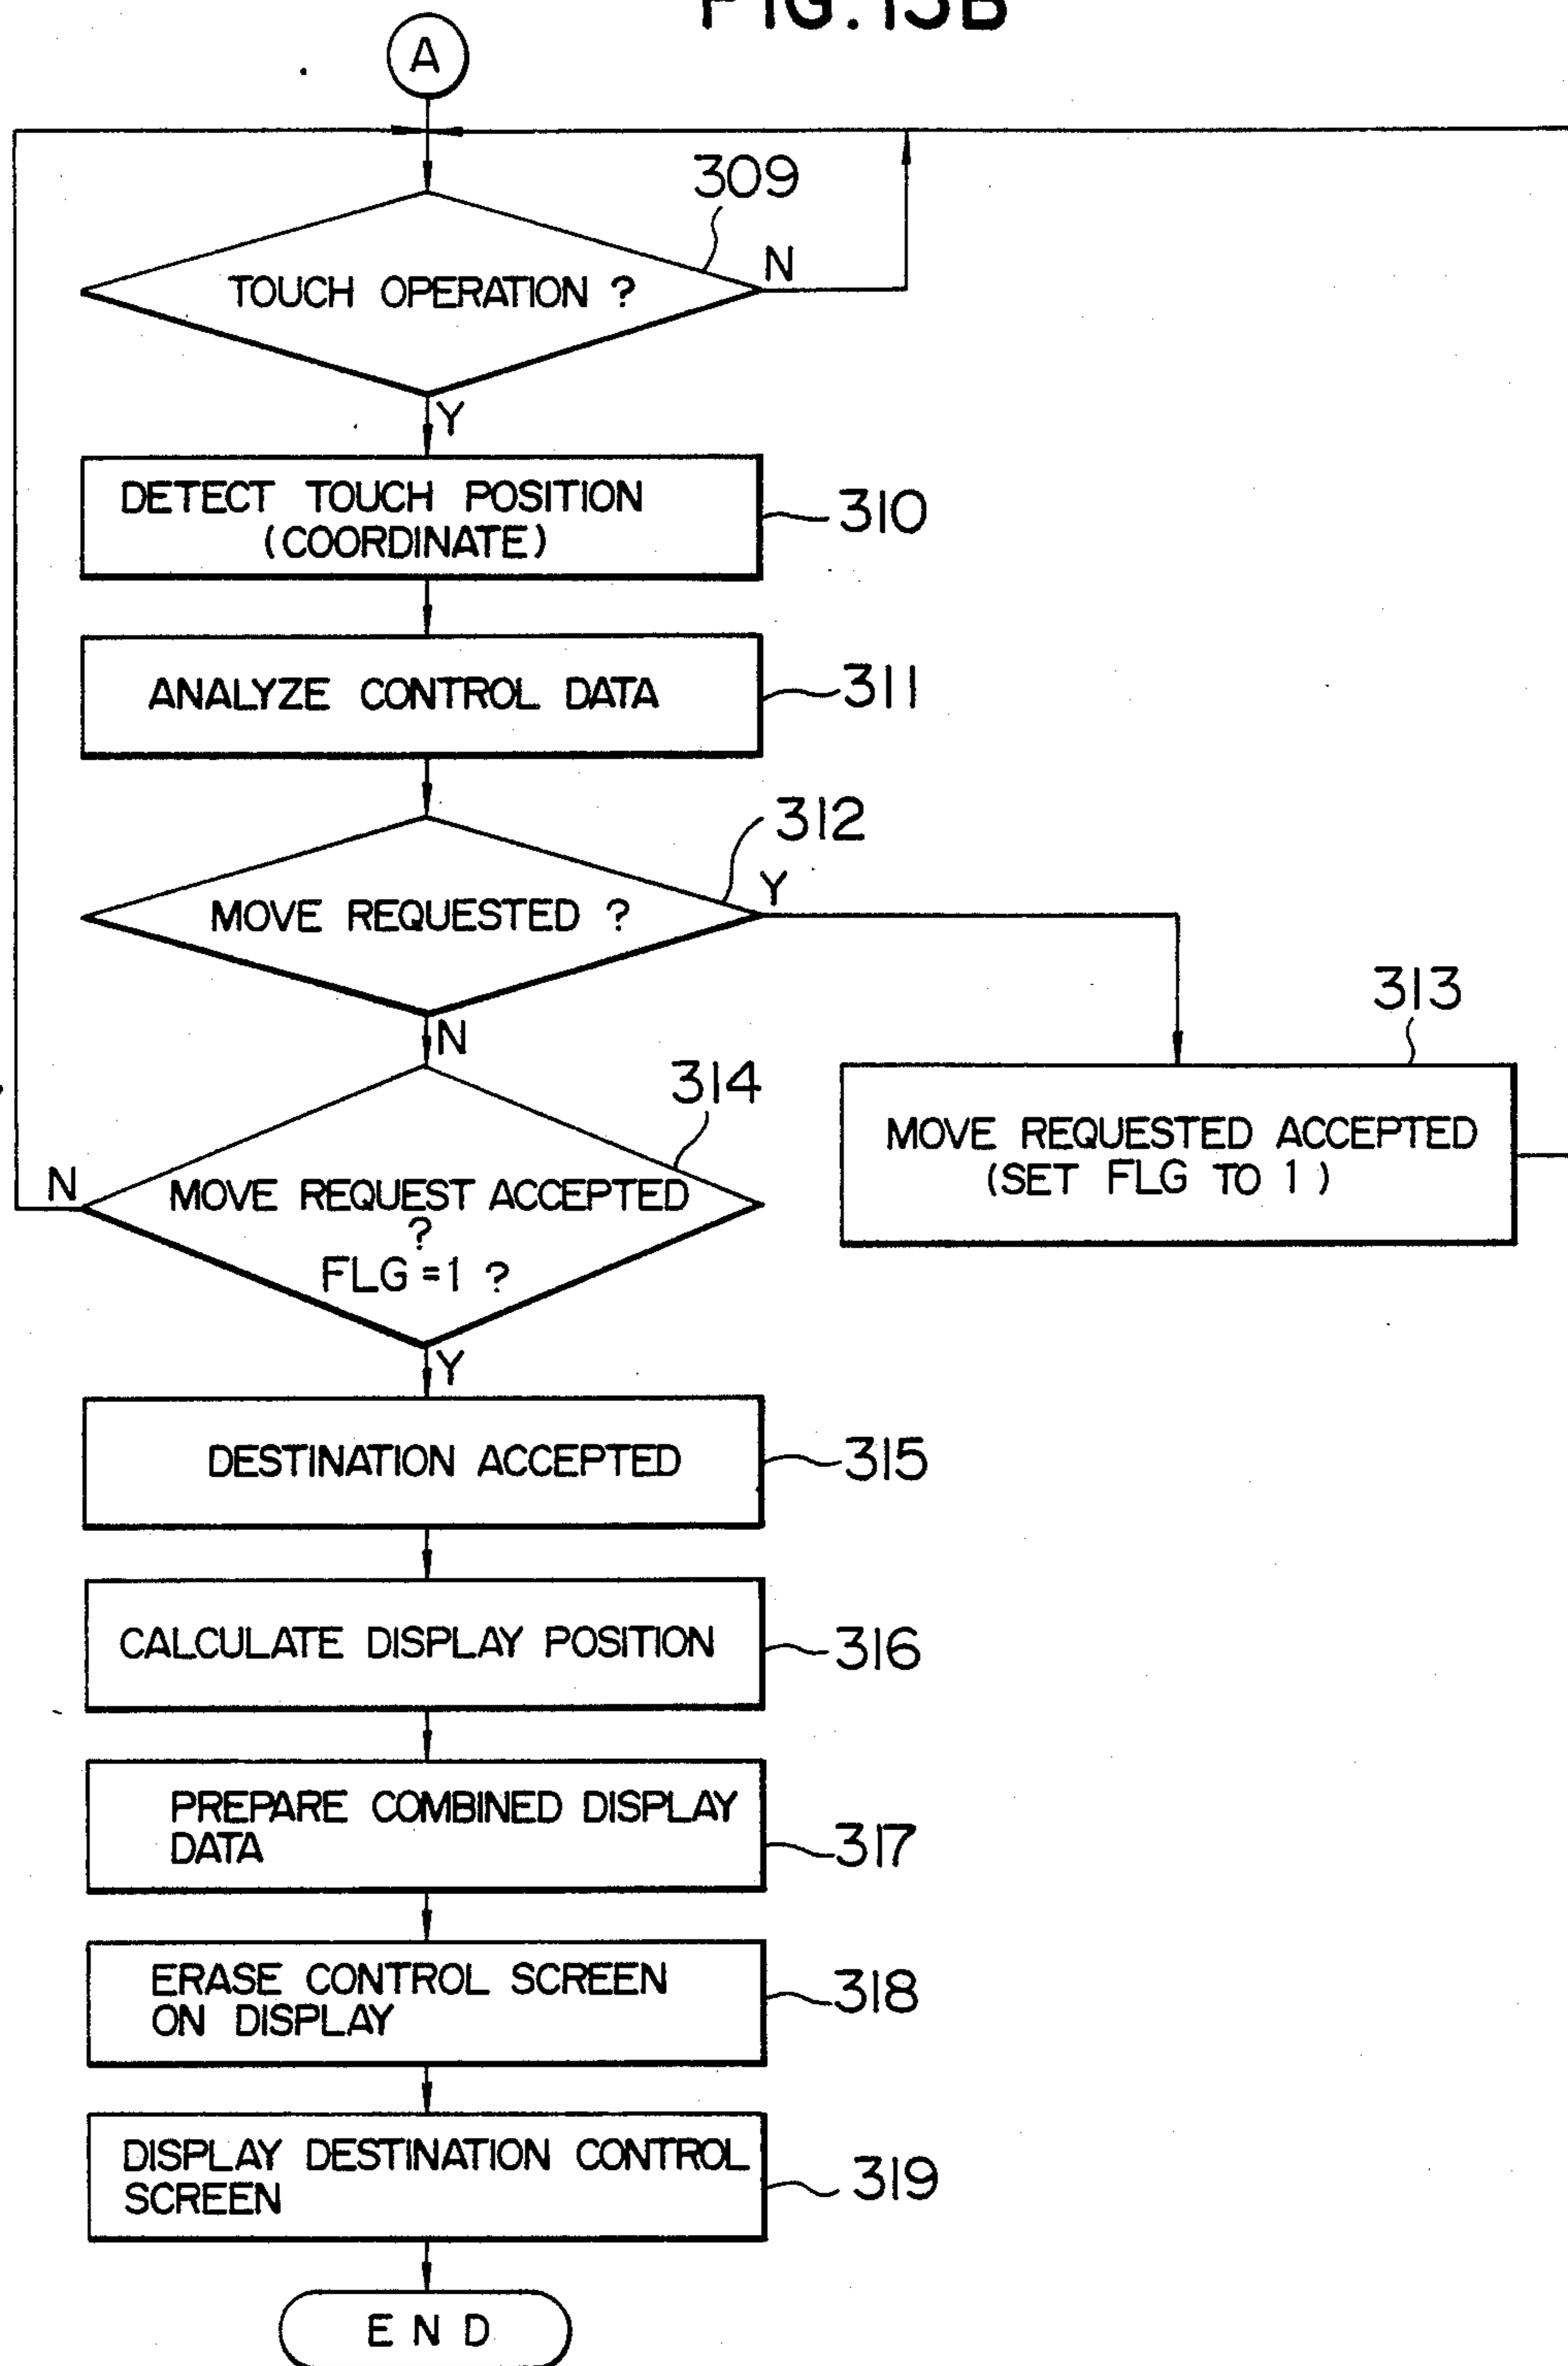 FIG. 13B
A
309
TOUCH OPERATION ?
N
Y
DETECT TOUCH POSITION
(COORDINATE)
310
ANALYZE CONTROL DATA
311
312
MOVE REQUESTED ?
Y
N
313
MOVE REQUESTED ACCEPTED
(SET FLG TO 1)
314
N
MOVE REQUEST ACCEPTED
?
FLG = 1 ?
Y
DESTINATION ACCEPTED
315
CALCULATE DISPLAY POSITION
316
PREPARE COMBINED DISPLAY
DATA
317
ERASE CONTROL SCREEN
ON DISPLAY
318
DISPLAY DESTINATION CONTROL
SCREEN
319
END